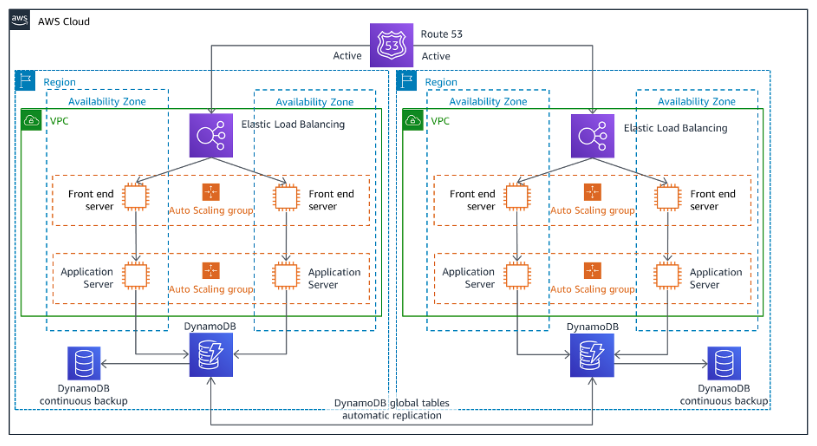 aws
AWS Cloud
Route 53
53
Active
Active
Region
Region
Availability Zone
Availability Zone
Availability Zone
Availability Zone
VPC
VPC
Elastic Load Balancing
Elastic Load Balancing
Front end
server
Auto Scaling group
Front end
server
Front end
server
Auto Scaling group
Front end
server
Application
Server
Auto Scaling group
Application
Server
Application
Server
Auto Scaling group
Application
Server
DynamoDB
DynamoDB
DynamoDB
continuous backup
DynamoDB
continuous backup
DynamoDB global tables
automatic replication